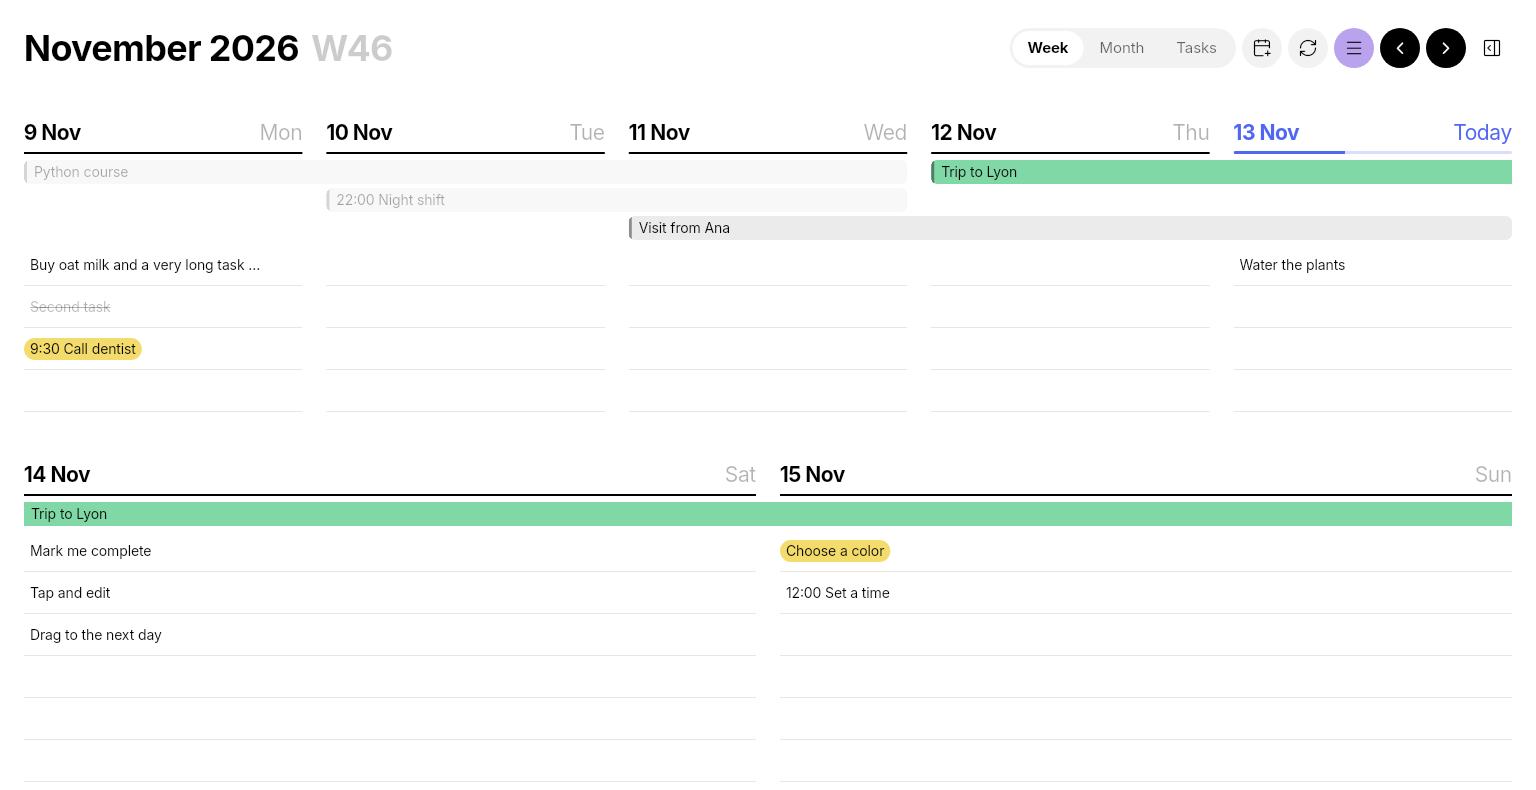 November 2026 W46
Week Month Tasks
9 Nov Mon
10 Nov Tue
11 Nov Wed
12 Nov Thu
13 Nov Today
Python course
Trip to Lyon
22:00 Night shift
Visit from Ana
Buy oat milk and a very long task ...
Water the plants
Second task
9:30 Call dentist
14 Nov Sat
15 Nov Sun
Trip to Lyon
Mark me complete
Choose a color
Tap and edit
12:00 Set a time
Drag to the next day